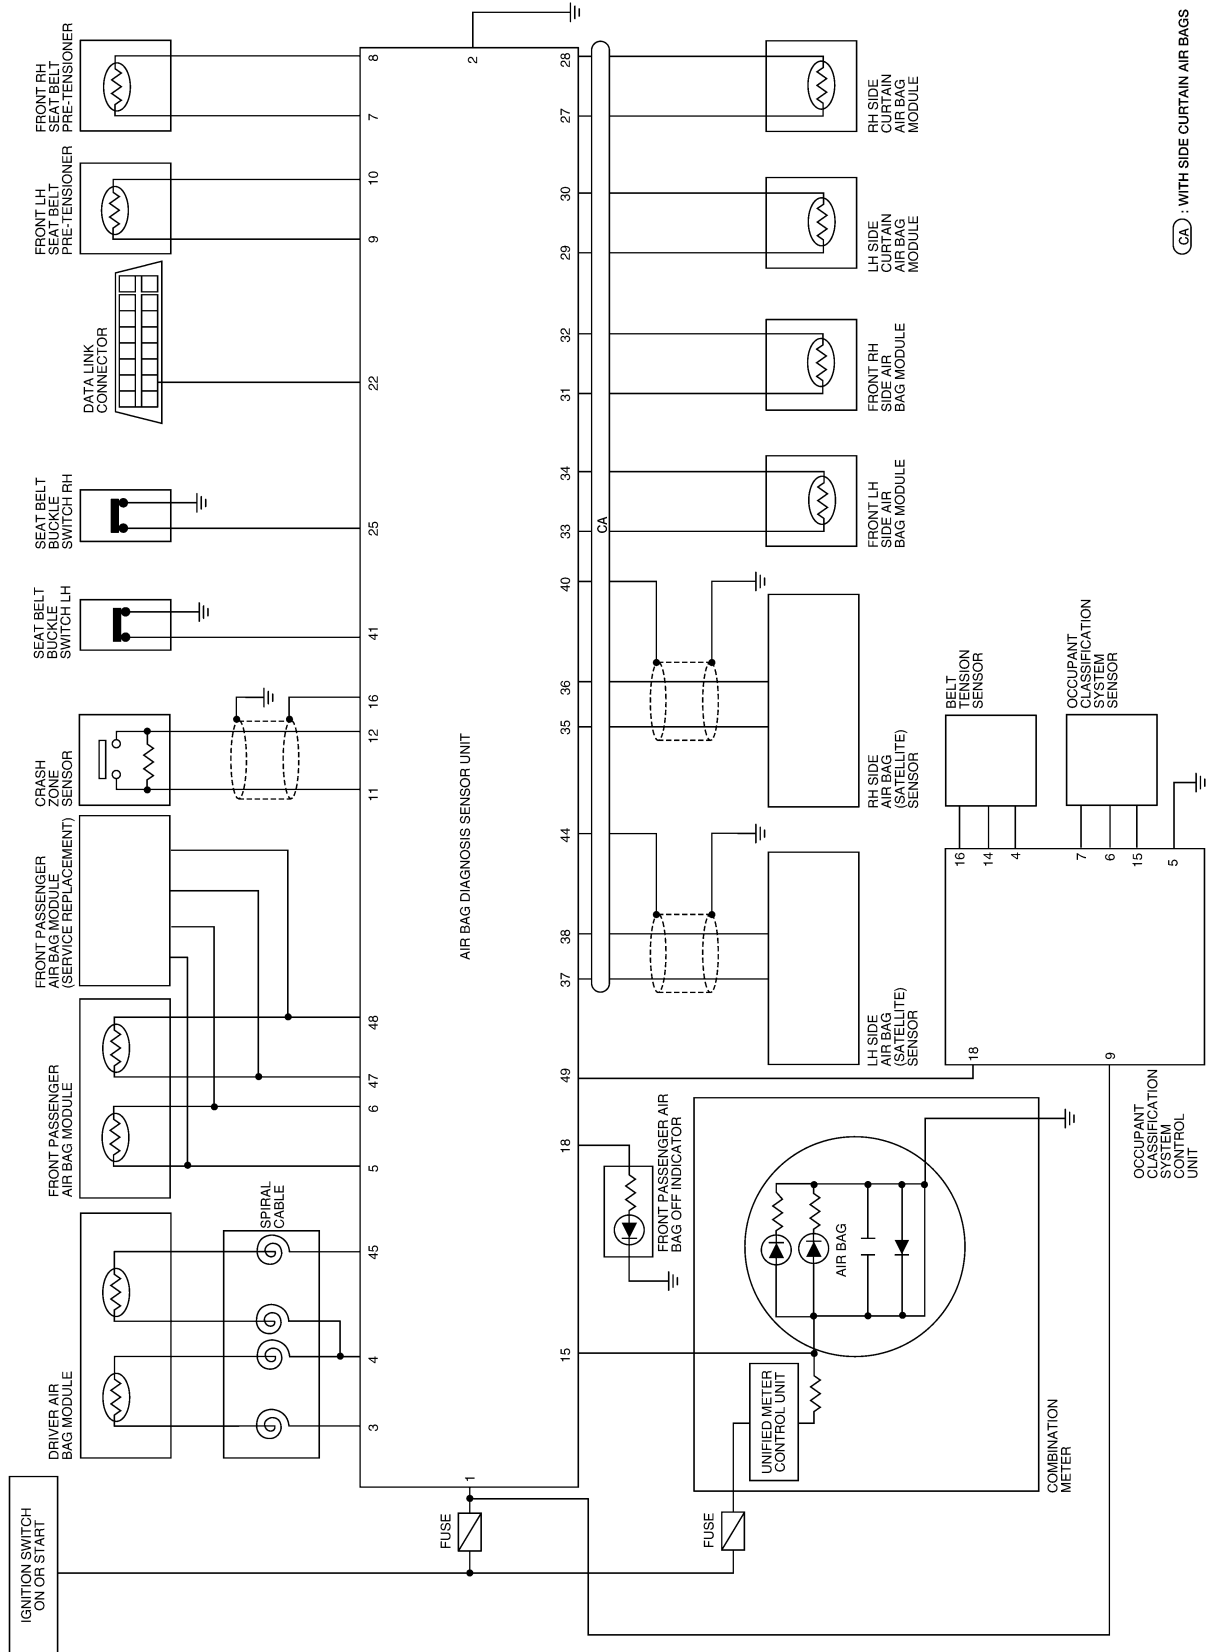 IGNITION SWITCH
ON OR START
FUSE
FUSE
DRIVER AIR
BAG MODULE
SPIRAL
CABLE
FRONT PASSENGER
AIR BAG MODULE
FRONT PASSENGER
AIR BAG MODULE
(SERVICE REPLACEMENT)
CRASH
ZONE
SENSOR
SEAT BELT
BUCKLE
SWITCH LH
SEAT BELT
BUCKLE
SWITCH RH
DATA LINK
CONNECTOR
FRONT LH
SEAT BELT
PRE-TENSIONER
FRONT RH
SEAT BELT
PRE-TENSIONER
1
3
4
45
5
6
47
48
11
12
16
41
25
22
9
10
7
8
2
AIR BAG DIAGNOSIS SENSOR UNIT
15
18
49
37
38
44
35
36
40
33
34
31
32
29
30
27
28
CA
UNIFIED METER
CONTROL UNIT
AIR BAG
COMBINATION
METER
FRONT PASSENGER AIR
BAG OFF INDICATOR
LH SIDE
AIR BAG
(SATELLITE)
SENSOR
RH SIDE
AIR BAG
(SATELLITE)
SENSOR
FRONT LH
SIDE AIR
BAG MODULE
FRONT RH
SIDE AIR
BAG MODULE
LH SIDE
CURTAIN
AIR BAG
MODULE
RH SIDE
CURTAIN
AIR BAG
MODULE
18
9
16
14
4
7
6
15
5
OCCUPANT
CLASSIFICATION
SYSTEM
CONTROL
UNIT
BELT
TENSION
SENSOR
OCCUPANT
CLASSIFICATION
SYSTEM
SENSOR
CA : WITH SIDE CURTAIN AIR BAGS